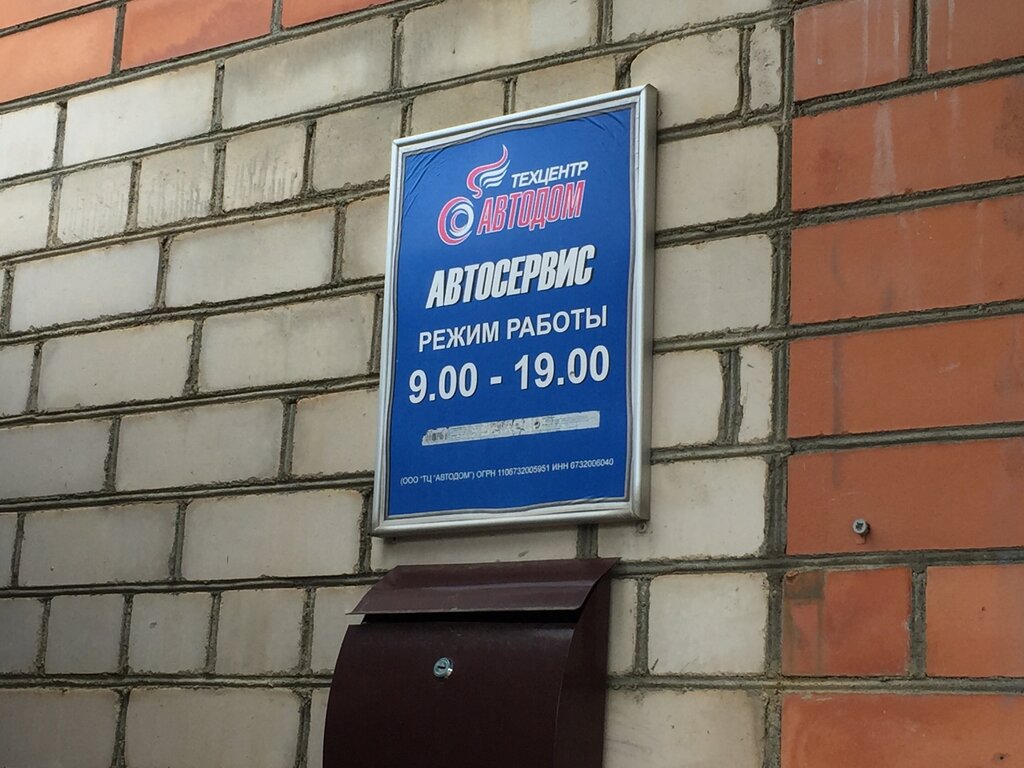 ТЕХЦЕНТР
АВТОДОМ
АВТОСЕРВИС
РЕЖИМ РАБОТЫ
9.00 - 19.00
(ООО "ТЦ "АВТОДОМ") ОГРН 1106732005951 ИНН 6732006040